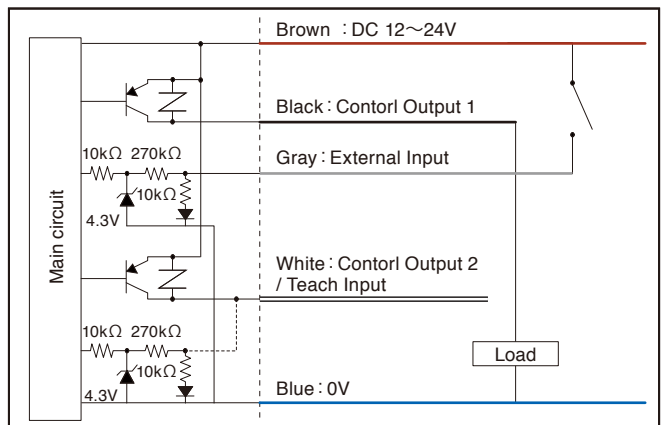 Brown : DC 12～24V
Black : Contorl Output 1
10kΩ 270kΩ
Gray : External Input
10kΩ
4.3V
Main circuit
White : Contorl Output 2
/ Teach Input
10kΩ 270kΩ
Load
10kΩ
4.3V
Blue : 0V